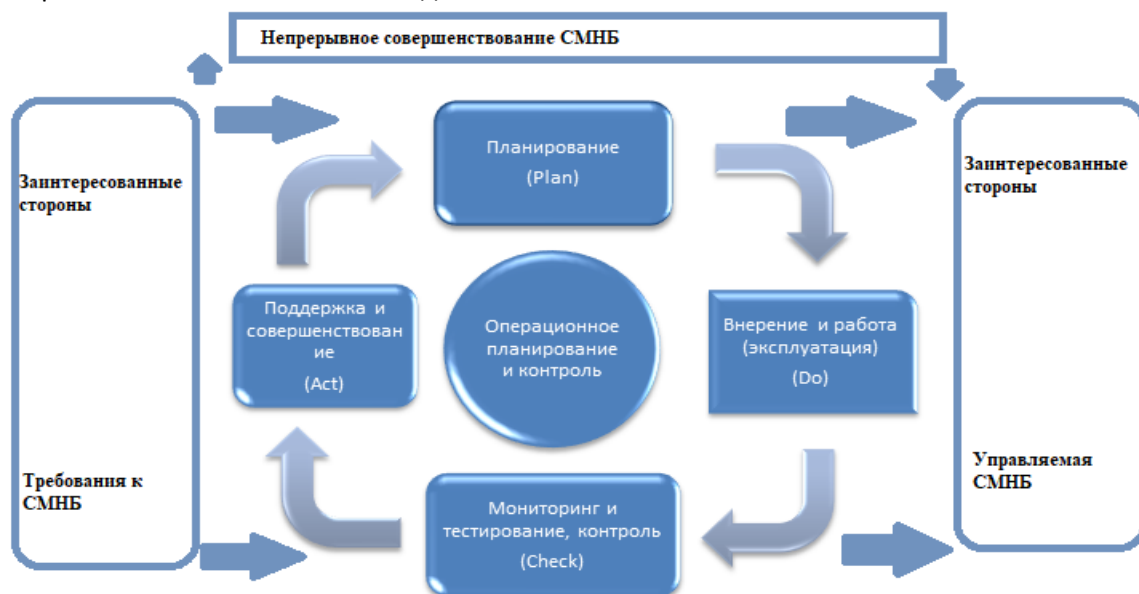 Непрерывное совершенствование СМНБ
Заинтересованные
стороны
Требования к
СМНБ
Планирование
(Plan)
Поддержка и
совершенствован
ие
(Act)
Операционное
планирование
и контроль
Внерение и работа
(эксплуатация)
(Do)
Мониторинг и
тестирование, контроль
(Check)
Заинтересованные
стороны
Управляемая
СМНБ